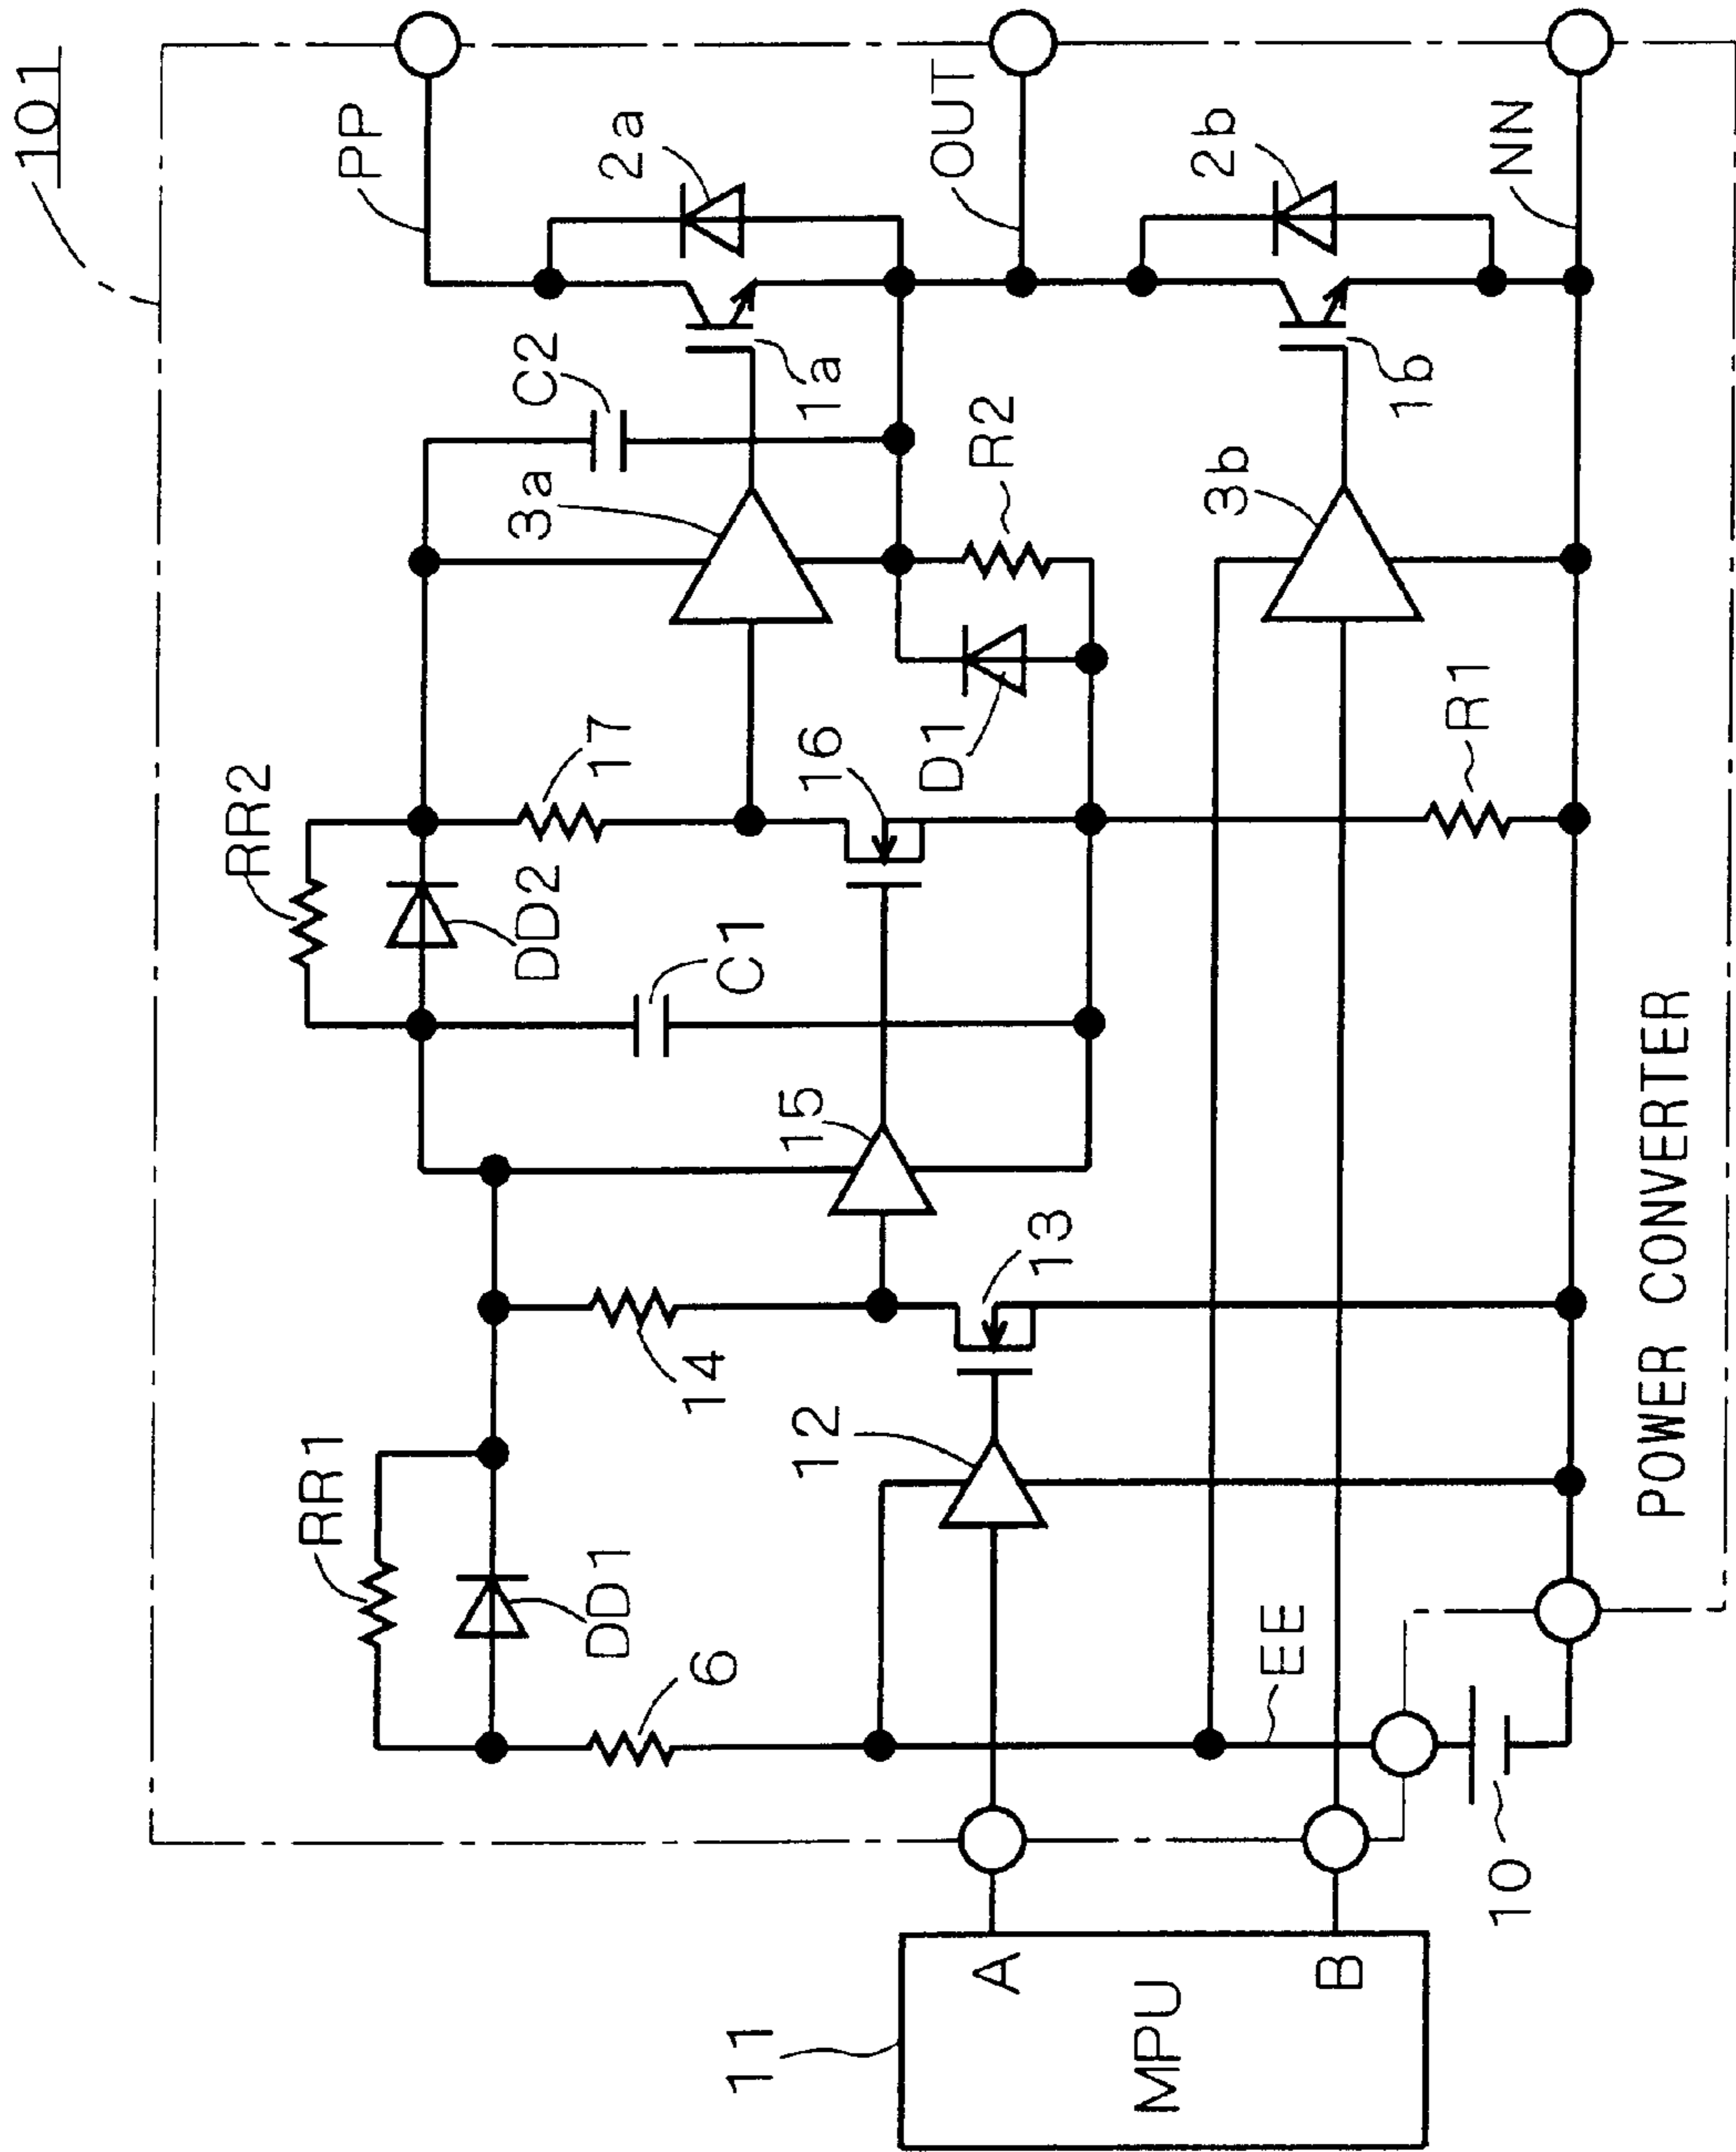 101
PP
2a
OUT
2b
NN
C2
1a
1b
3a
R2
3b
RR2
17
16
D1
R1
DD2
C1
15
13
14
12
RR1
DD1
6
EE
10
11
A
B
MPU
POWER CONVERTER